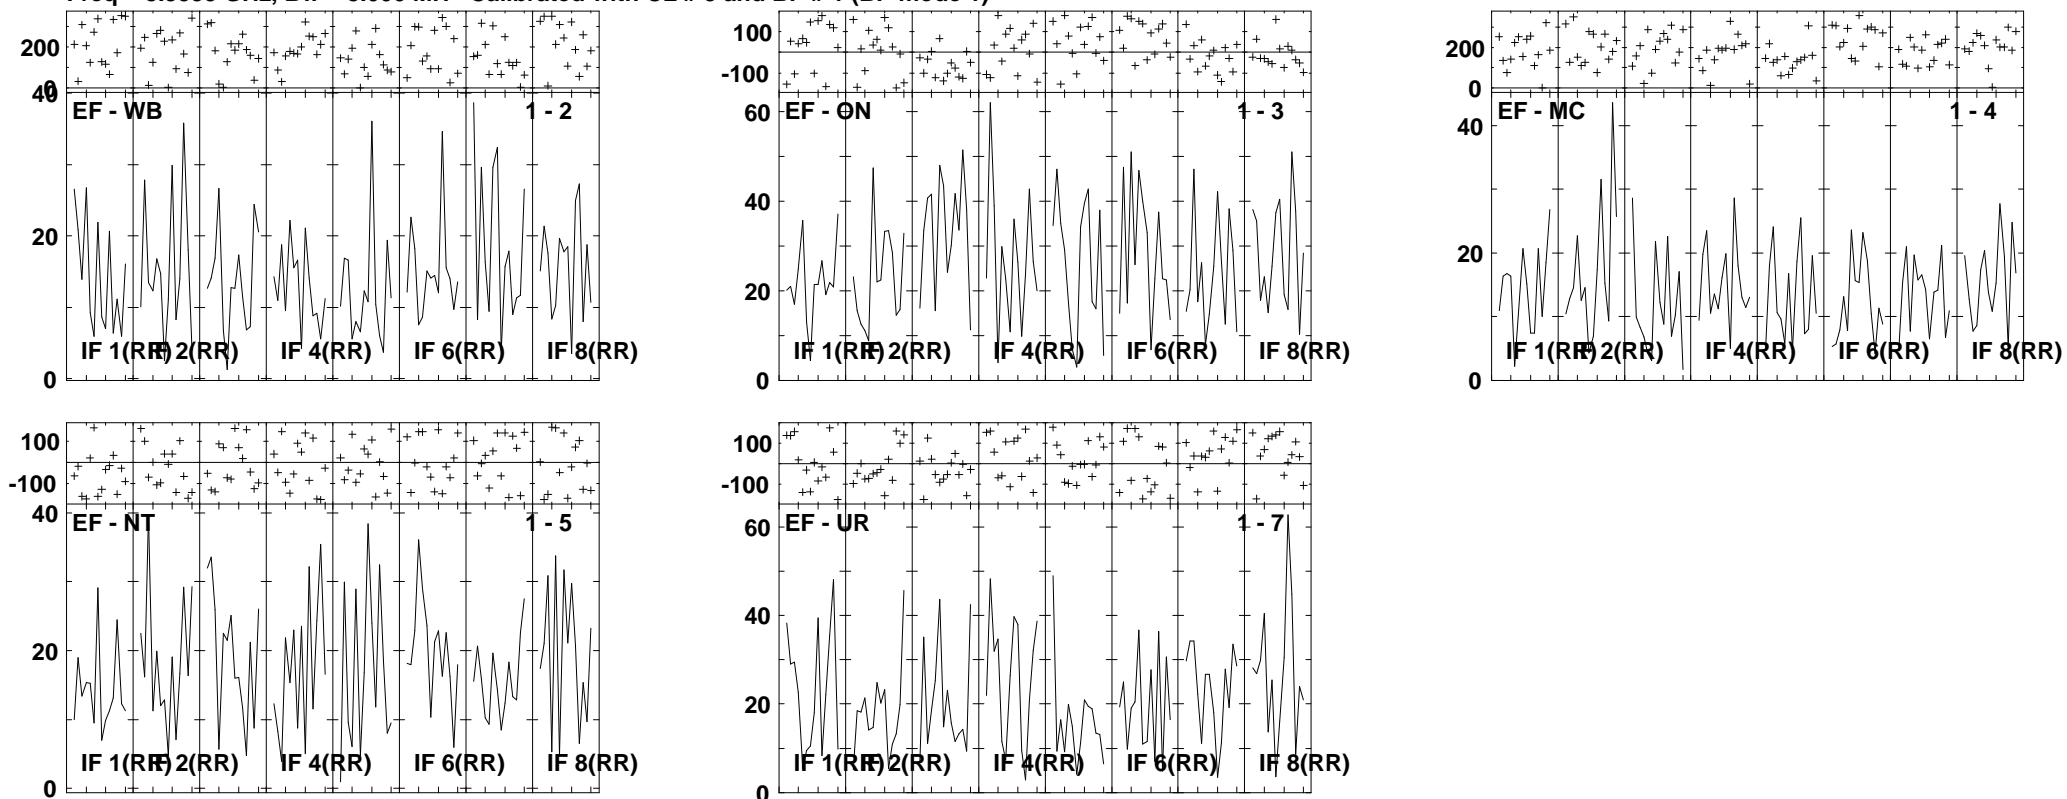 200
0
40
EF - WB
1 - 2
20
0
IF 1(RR)
IF 2(RR)
IF 4(RR)
IF 6(RR)
IF 8(RR)
100
-100
60
EF - ON
1 - 3
40
20
0
IF 1(RR)
IF 2(RR)
IF 4(RR)
IF 6(RR)
IF 8(RR)
200
0
40
EF - MC
1 - 4
20
0
IF 1(RR)
IF 2(RR)
IF 4(RR)
IF 6(RR)
IF 8(RR)
100
-100
40
EF - NT
1 - 5
20
0
IF 1(RR)
IF 2(RR)
IF 4(RR)
IF 6(RR)
IF 8(RR)
100
-100
60
EF - UR
1 - 7
40
20
0
IF 1(RR)
IF 2(RR)
IF 4(RR)
IF 6(RR)
IF 8(RR)